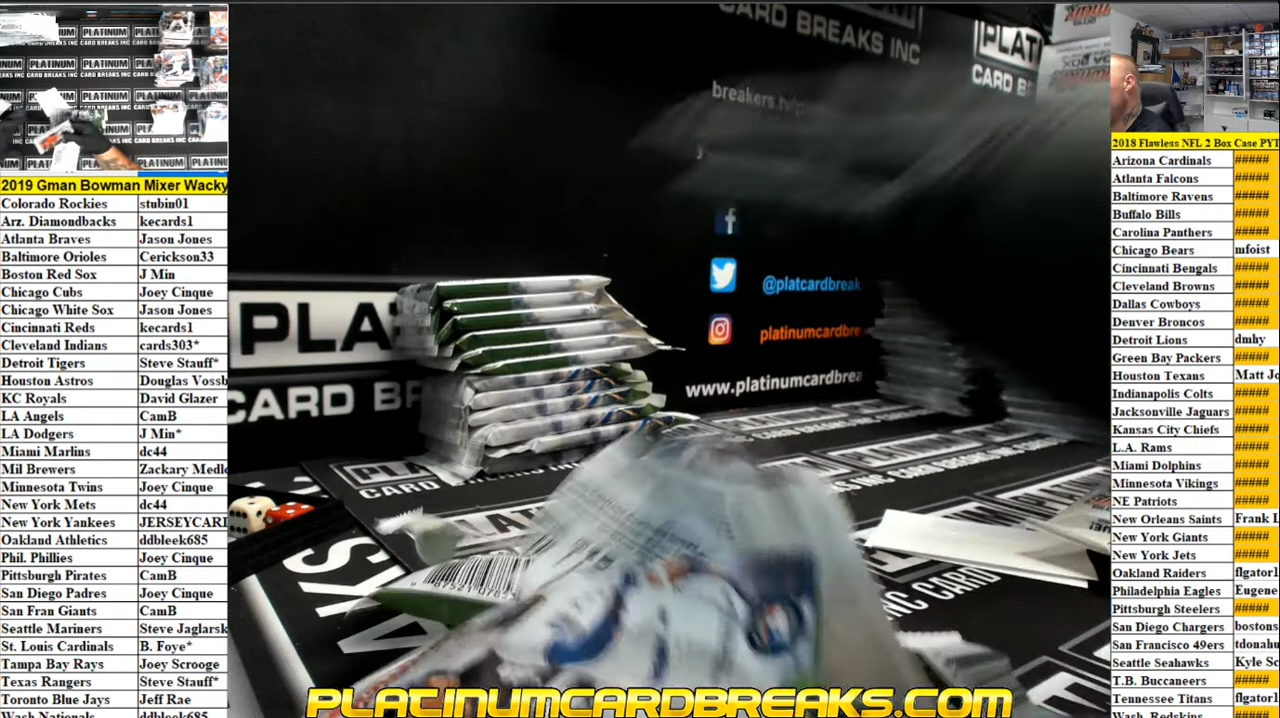 CARD BREAKS INC
PLATI
CARD BREAKS
breakers.tv/p
@platcardbreak
platinumcardbre
www.platinumcardbrea
PLA
CARD
2019 Gman Bowman Mixer Wacky
Colorado Rockies stubin01
Arz. Diamondbacks kecards1
Atlanta Braves Jason Jones
Baltimore Orioles Cerickson33
Boston Red Sox J Min
Chicago Cubs Joey Cinque
Chicago White Sox Jason Jones
Cincinnati Reds kecards1
Cleveland Indians cards303*
Detroit Tigers Steve Stauff*
Houston Astros Douglas Vossb
KC Royals David Glazer
LA Angels CamB
LA Dodgers J Min*
Miami Marlins dc44
Mil Brewers Zackary Medle
Minnesota Twins Joey Cinque
New York Mets dc44
New York Yankees JERSEYCARI
Oakland Athletics ddbleek685
Phil. Phillies Joey Cinque
Pittsburgh Pirates CamB
San Diego Padres Joey Cinque
San Fran Giants CamB
Seattle Mariners Steve Jaglarsk
St. Louis Cardinals B. Foye*
Tampa Bay Rays Joey Scrooge
Texas Rangers Steve Stauff*
Toronto Blue Jays Jeff Rae
Wash Nationals ddbleek685
2018 Flawless NFL 2 Box Case PYT
Arizona Cardinals #####
Atlanta Falcons #####
Baltimore Ravens #####
Buffalo Bills #####
Carolina Panthers #####
Chicago Bears mfoist
Cincinnati Bengals #####
Cleveland Browns #####
Dallas Cowboys #####
Denver Broncos #####
Detroit Lions dmhy
Green Bay Packers #####
Houston Texans Matt Jo
Indianapolis Colts #####
Jacksonville Jaguars #####
Kansas City Chiefs #####
L.A. Rams #####
Miami Dolphins #####
Minnesota Vikings #####
NE Patriots #####
New Orleans Saints Frank I
New York Giants #####
New York Jets #####
Oakland Raiders flgator1
Philadelphia Eagles Eugene
Pittsburgh Steelers #####
San Diego Chargers bostons
San Francisco 49ers tdonahu
Seattle Seahawks Kyle Sc
T.B. Buccaneers #####
Tennessee Titans flgator1
Wash. Redskins #####
PLATINUMCARDBREAKS.COM